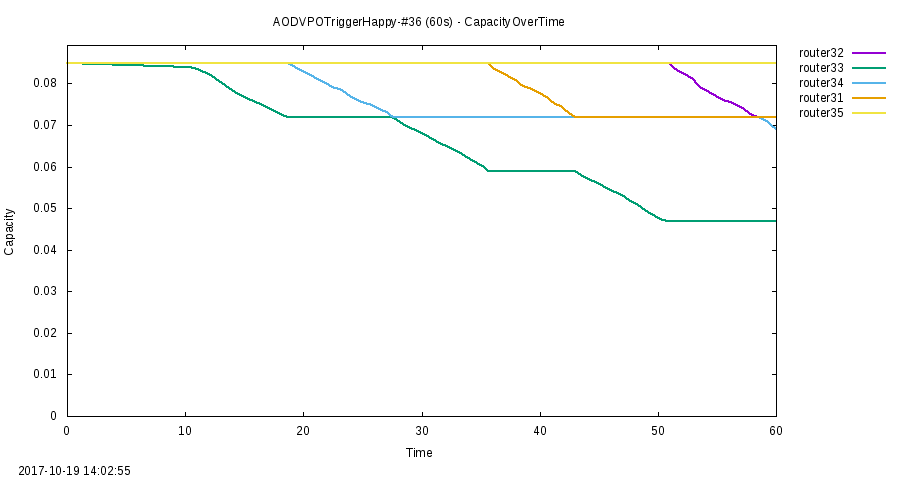 AODVPOTriggerHappy-#36 (60s) - CapacityOverTime
router32
router33
router34
router31
router35
0.08
0.07
0.06
0.05
0.04
0.03
0.02
0.01
0
Capacity
0 10 20 30 40 50 60
Time
2017-10-19 14:02:55